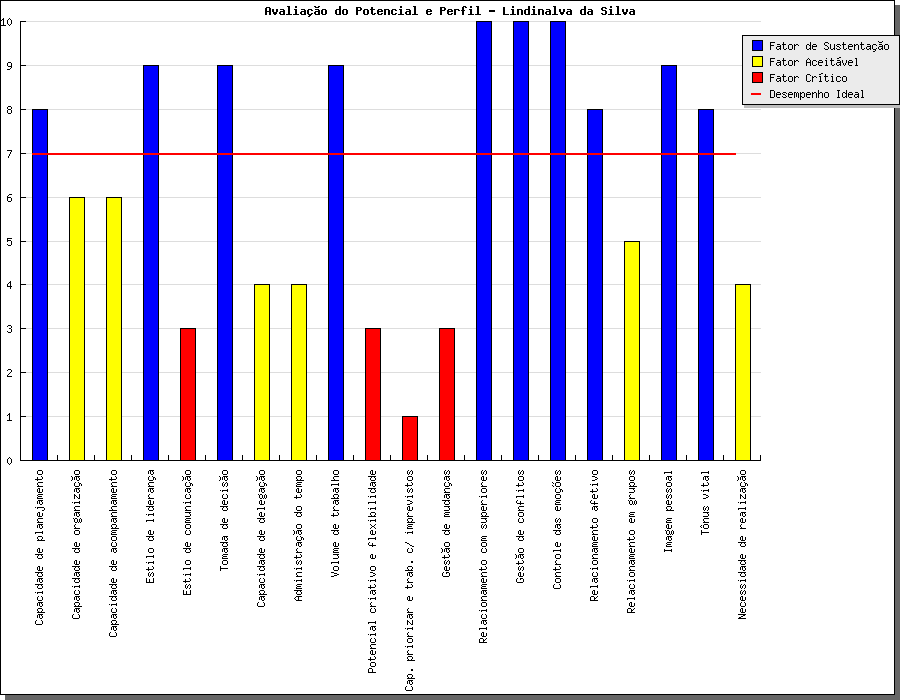 Avaliação do Potencial e Perfil - Lindinalva da Silva
Fator de Sustentação
Fator Aceitável
Fator Crítico
Desempenho Ideal
10
9
8
7
6
5
4
3
2
1
0
Capacidade de planejamento
Capacidade de organização
Capacidade de acompanhamento
Estilo de liderança
Estilo de comunicação
Tomada de decisão
Capacidade de delegação
Administração do tempo
Volume de trabalho
Potencial criativo e flexibilidade
Cap. priorizar e trab. c/ imprevistos
Gestão de mudanças
Relacionamento com superiores
Gestão de conflitos
Controle das emoções
Relacionamento afetivo
Relacionamento em grupos
Imagem pessoal
Tônus vital
Necessidade de realização